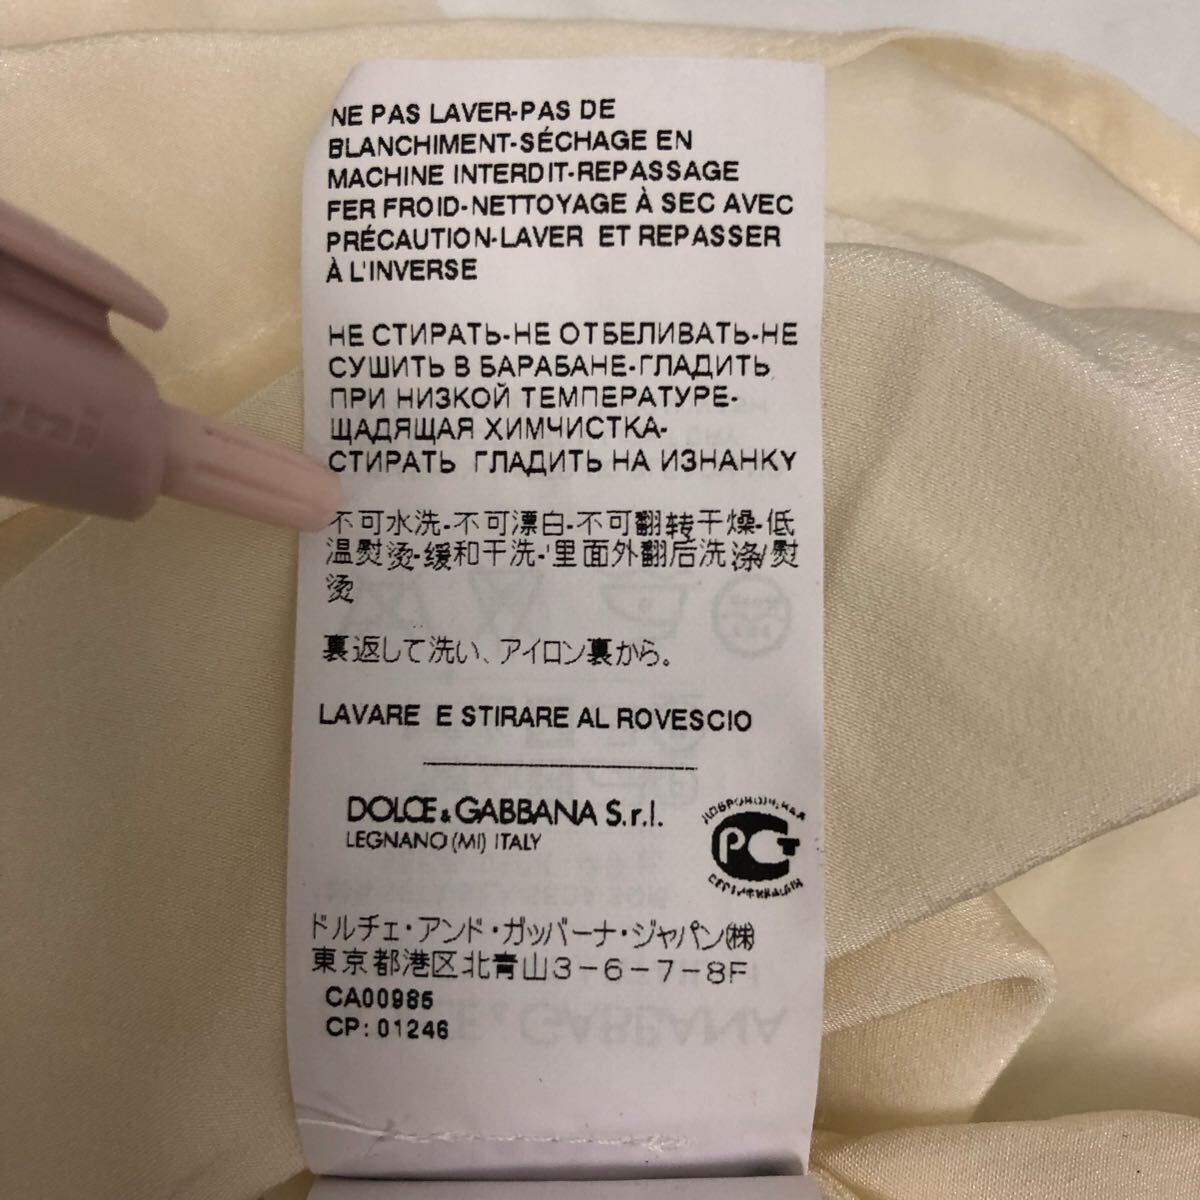 NE PAS LAVER-PAS DE
BLANCHIMENT-SÉCHAGE EN
MACHINE INTERDIT-REPASSAGE
FER FROID-NETTOYAGE À SEC AVEC
PRÉCAUTION-LAVER ET REPASSER
À L'INVERSE
НЕ СТИРАТЬ-НЕ ОТБЕЛИВАТЬ-НЕ
СУШИТЬ В БАРАБАНЕ-ГЛАДИТЬ
ПРИ НИЗКОЙ ТЕМПЕРАТУРЕ-
ЩАДЯЩАЯ ХИМЧИСТКА-
СТИРАТЬ ГЛАДИТЬ НА ИЗНАНКУ
不可水洗-不可漂白-不可翻转干燥-低
温熨烫-缓和干洗-'里面外翻后洗涤/熨
烫
裏返して洗い、アイロン裏から。
LAVARE E STIRARE AL ROVESCIO
DOLCE & GABBANA S.r.l.
LEGNANO (MI) ITALY
ДОБРОВОЛЬНАЯ
РСТ
СЕРТИФИКАЦИЯ
ドルチェ・アンド・ガッバーナ・ジャパン㈱
東京都港区北青山3-6-7-8F
CA00985
CP: 01246